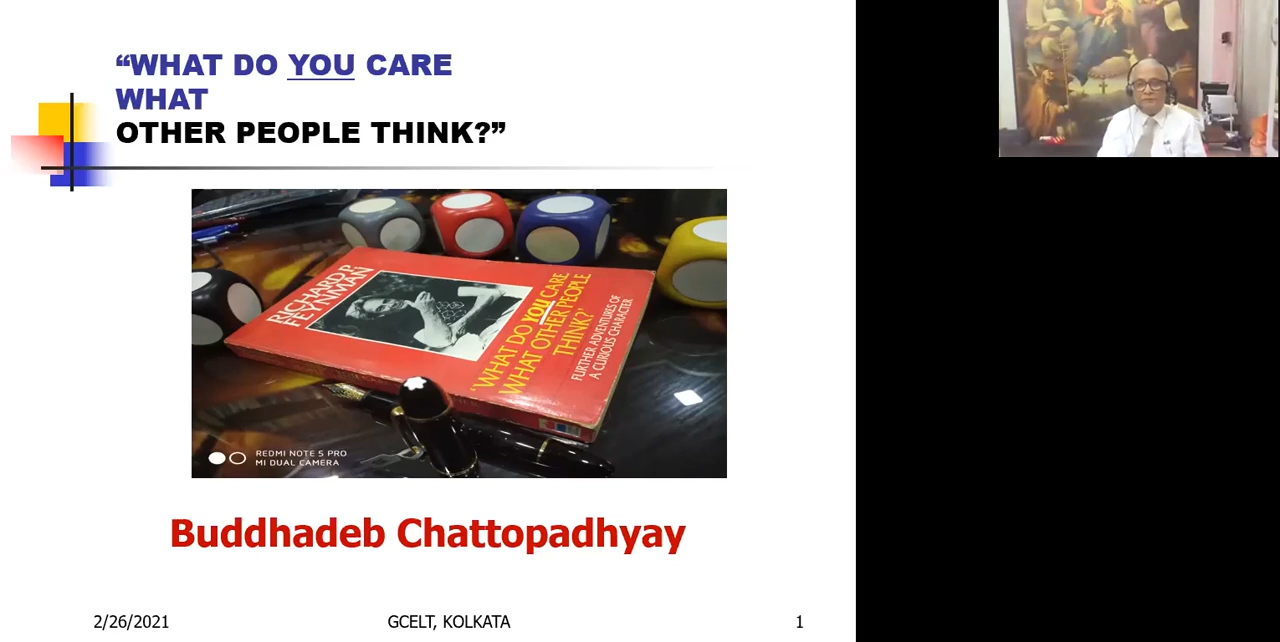 “WHAT DO YOU CARE
WHAT
OTHER PEOPLE THINK?”
RICHARD P.
FEYNMAN
'WHAT DO YOU CARE
WHAT OTHER PEOPLE
THINK?'
FURTHER ADVENTURES OF
A CURIOUS CHARACTER
REDMI NOTE 5 PRO
MI DUAL CAMERA
Buddhadeb Chattopadhyay
2/26/2021
GCELT, KOLKATA
1